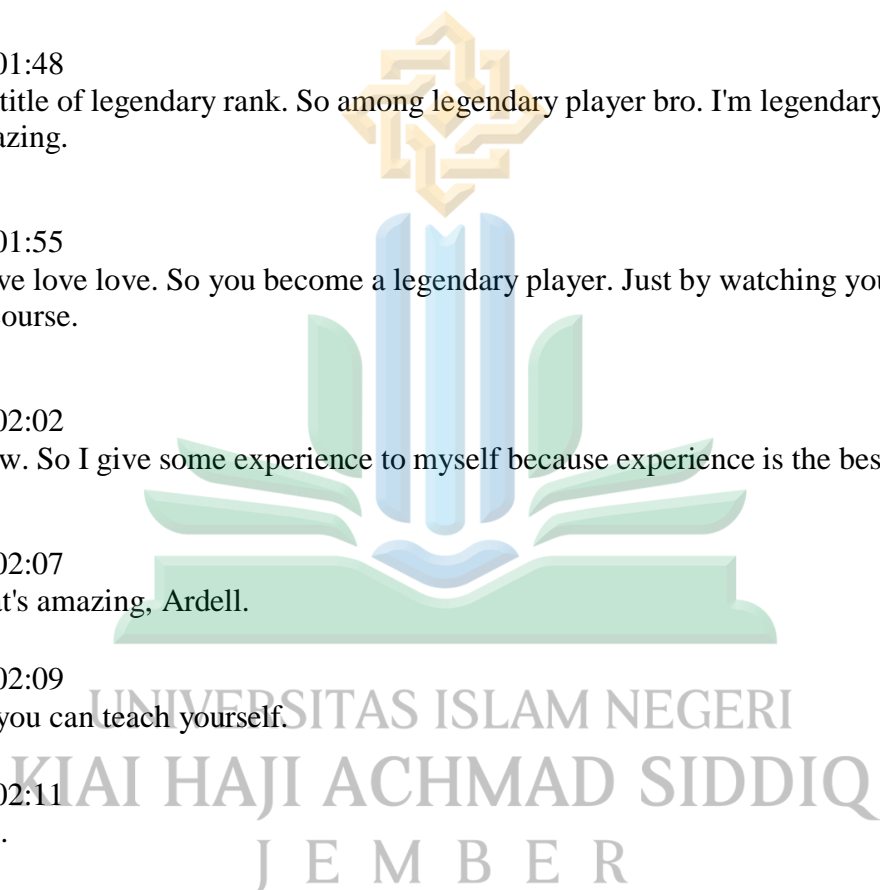 01:48
title of legendary rank. So among legendary player bro. I'm legendary
azing.
01:55
ve love love. So you become a legendary player. Just by watching you
ourse.
02:02
w. So I give some experience to myself because experience is the bes
02:07
at's amazing, Ardell.
02:09
you can teach yourself.
UNIVERSITAS ISLAM NEGERI
02:11
KIAI HAJI ACHMAD SIDDIQ
.
JEMBER